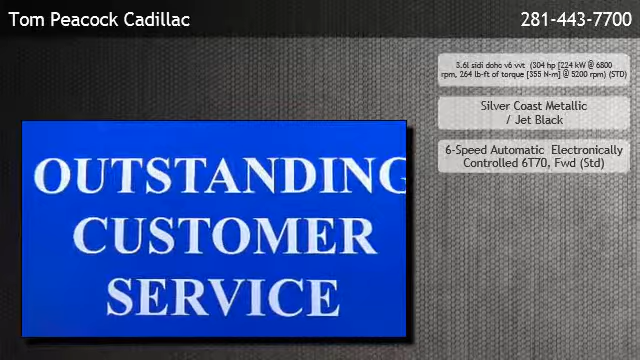 Tom Peacock Cadillac
281-443-7700
3.6l sidi dohc v6 vvt (304 hp [224 kW @ 6800
rpm, 264 lb-ft of torque [355 N-m] @ 5200 rpm) (STD)
Silver Coast Metallic
/ Jet Black
6-Speed Automatic Electronically
Controlled 6T70, Fwd (Std)
OUTSTANDING
CUSTOMER
SERVICE